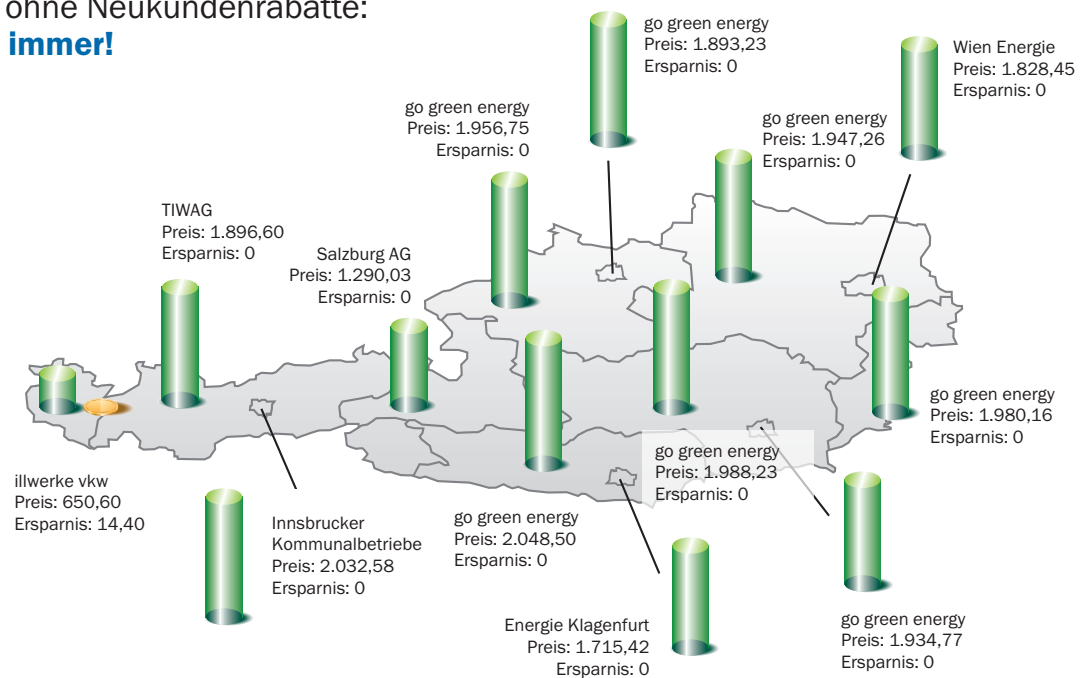 ohne Neukundenrabatte:
immer!
go green energy
Preis: 1.893,23
Ersparnis: 0
Wien Energie
Preis: 1.828,45
Ersparnis: 0
go green energy
Preis: 1.956,75
Ersparnis: 0
go green energy
Preis: 1.947,26
Ersparnis: 0
TIWAG
Preis: 1.896,60
Ersparnis: 0
Salzburg AG
Preis: 1.290,03
Ersparnis: 0
go green energy
Preis: 1.980,16
Ersparnis: 0
go green energy
Preis: 1.988,23
Ersparnis: 0
illwerke vkw
Preis: 650,60
Ersparnis: 14,40
Innsbrucker
Kommunalbetriebe
Preis: 2.032,58
Ersparnis: 0
go green energy
Preis: 2.048,50
Ersparnis: 0
Energie Klagenfurt
Preis: 1.715,42
Ersparnis: 0
go green energy
Preis: 1.934,77
Ersparnis: 0